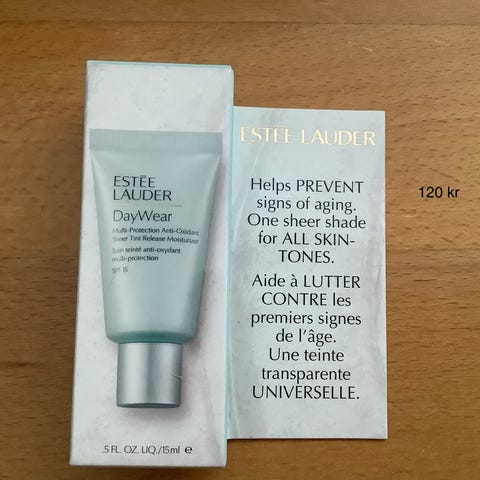 ESTĒE
LAUDER
DayWear
Multi-Protection Anti-Oxidant
Sheer Tint Release Moisturizer
Soin teinté anti-oxydant
multi-protection
SPF 15
.5 FL. OZ. LIQ./15ml e
ESTĒE LAUDER
Helps PREVENT
signs of aging.
One sheer shade
for ALL SKIN-
TONES.
Aide à LUTTER
CONTRE les
premiers signes
de l'âge.
Une teinte
transparente
UNIVERSELLE.
120 kr